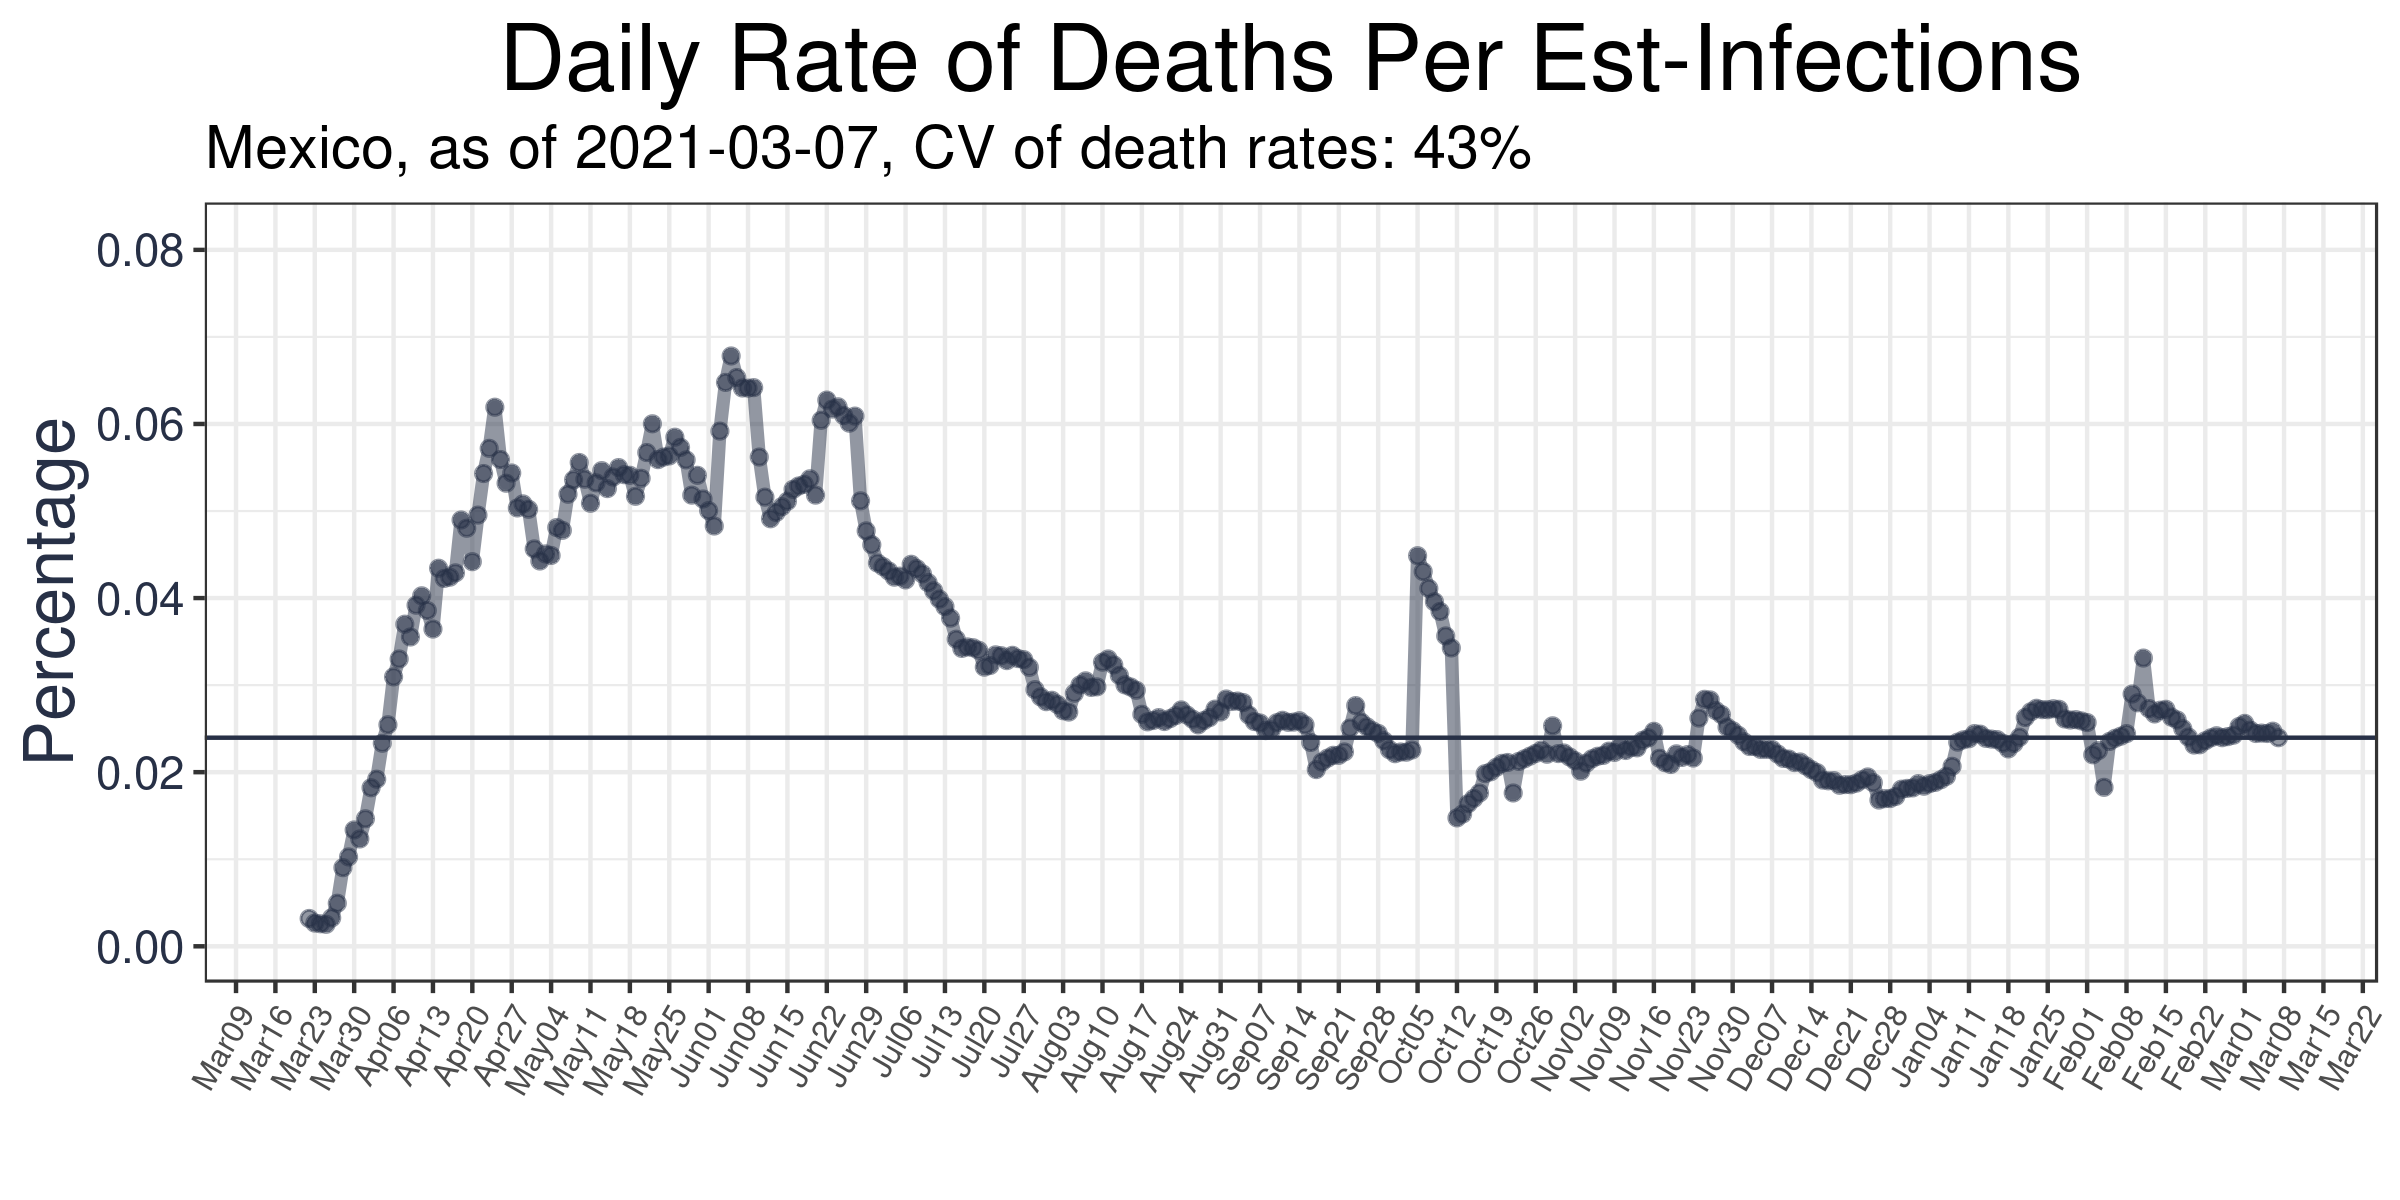 Daily Rate of Deaths Per Est-Infections
Mexico, as of 2021-03-07, CV of death rates: 43%
Percentage
0.08
0.06
0.04
0.02
0.00
Mar09
Mar16
Mar23
Mar30
Apr06
Apr13
Apr20
Apr27
May04
May11
May18
May25
Jun01
Jun08
Jun15
Jun22
Jun29
Jul06
Jul13
Jul20
Jul27
Aug03
Aug10
Aug17
Aug24
Aug31
Sep07
Sep14
Sep21
Sep28
Oct05
Oct12
Oct19
Oct26
Nov02
Nov09
Nov16
Nov23
Nov30
Dec07
Dec14
Dec21
Dec28
Jan04
Jan11
Jan18
Jan25
Feb01
Feb08
Feb15
Feb22
Mar01
Mar08
Mar15
Mar22